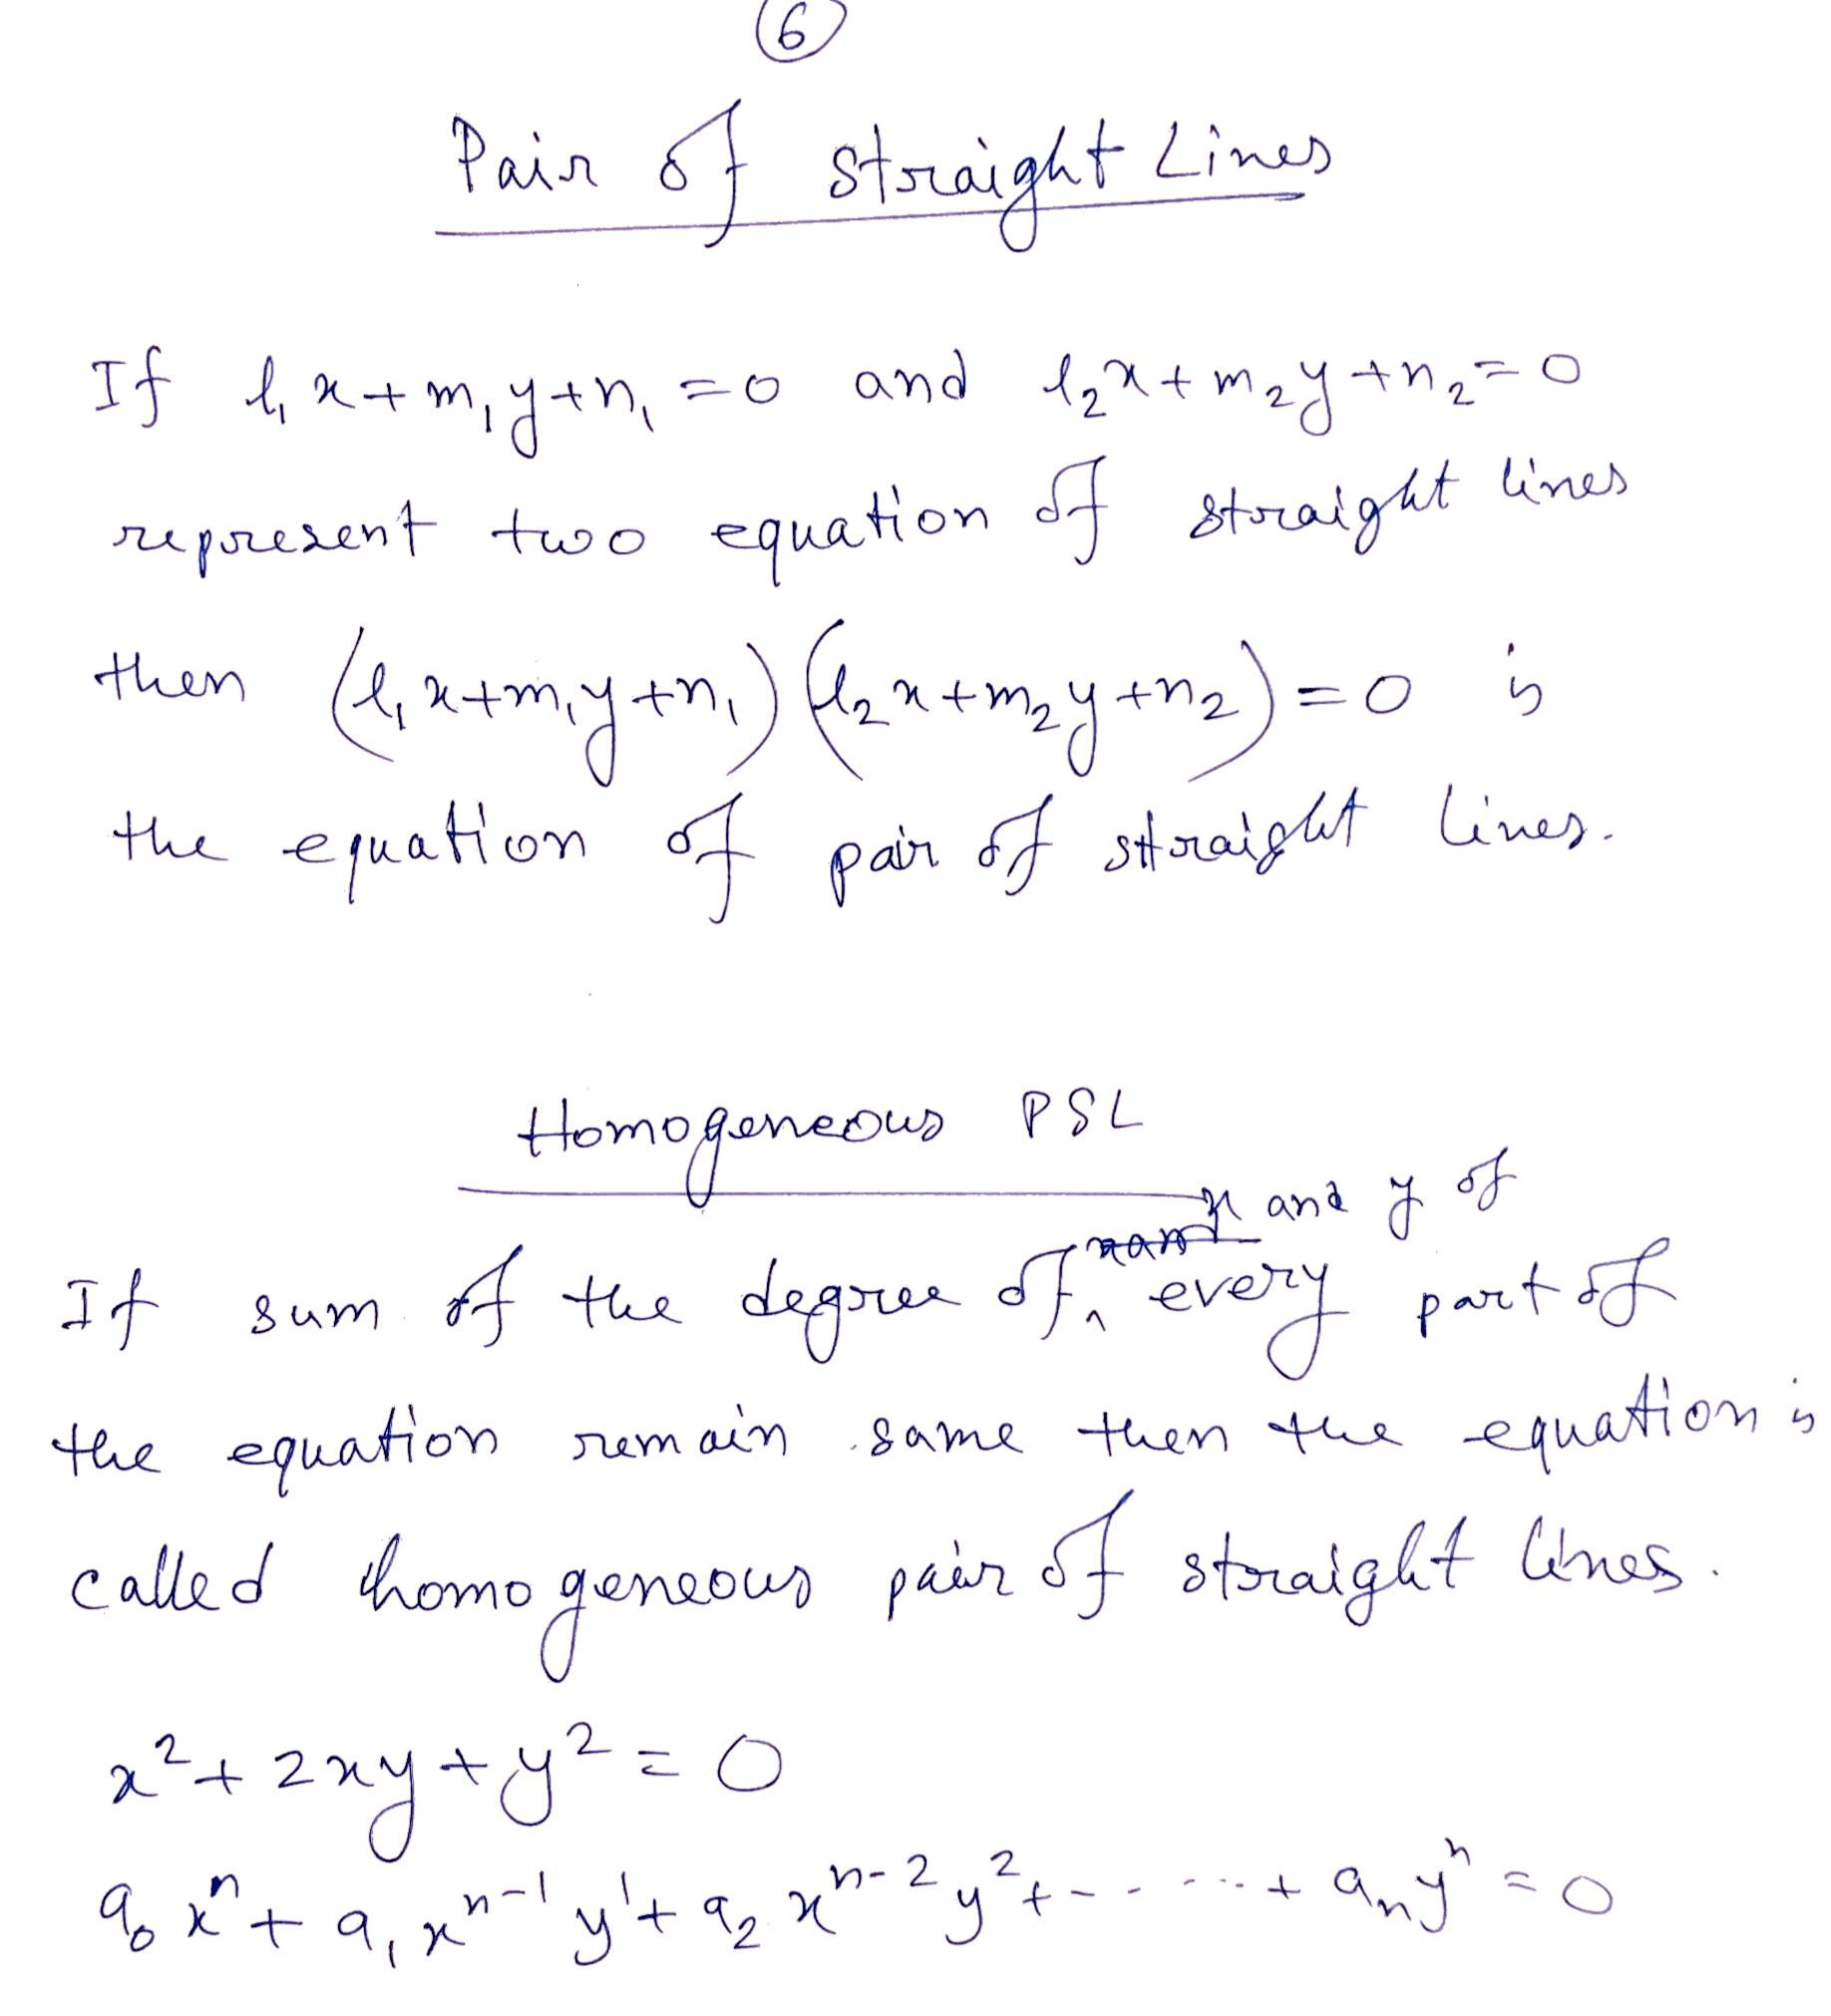 6
Pair of Straight Lines
If l₁x+m₁y+n₁=0 and l₂x+m₂y+n₂=0
represent two equation of straight lines
then (l₁x+m₁y+n₁)(l₂x+m₂y+n₂)=0 is
the equation of pair of straight lines.
Homogeneous PSL
x and y of
If sum of the degree of ^ every part of
the equation remain same then the equation is
called homogeneous pair of straight lines.
x²+2xy+y²=0
a₀xⁿ+a₁xⁿ⁻¹y¹+a₂xⁿ⁻²y²+-----+aₙyⁿ=0